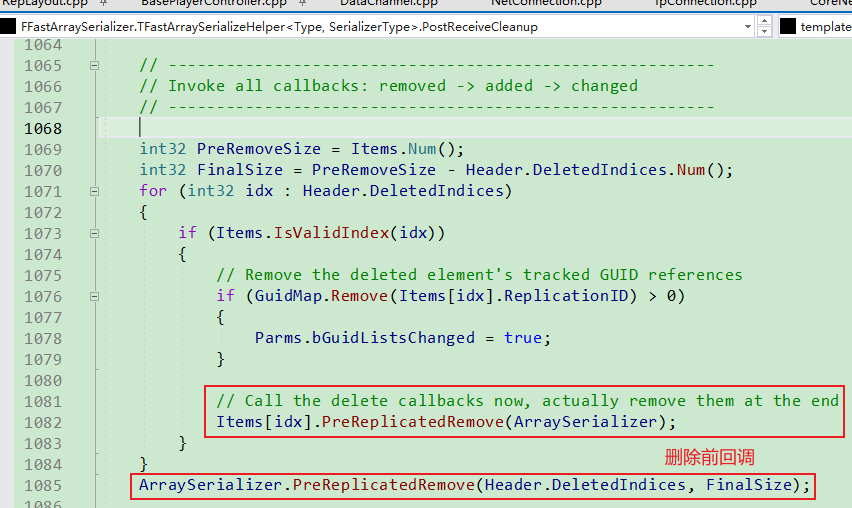 RepLayout.cpp BasePlayerController.cpp DataChannel.cpp NetConnection.cpp IpConnection.cpp CoreNe
FFastArraySerializer.TFastArraySerializeHelper<Type, SerializerType>.PostReceiveCleanup template
1064
1065 // ---------------------------------------------------------
1066 // Invoke all callbacks: removed -> added -> changed
1067 // ---------------------------------------------------------
1068
1069 int32 PreRemoveSize = Items.Num();
1070 int32 FinalSize = PreRemoveSize - Header.DeletedIndices.Num();
1071 for (int32 idx : Header.DeletedIndices)
1072 {
1073 if (Items.IsValidIndex(idx))
1074 {
1075 // Remove the deleted element's tracked GUID references
1076 if (GuidMap.Remove(Items[idx].ReplicationID) > 0)
1077 {
1078 Parms.bGuidListsChanged = true;
1079 }
1080
1081 // Call the delete callbacks now, actually remove them at the end
1082 Items[idx].PreReplicatedRemove(ArraySerializer);
1083 }
1084 }
删除前回调
1085 ArraySerializer.PreReplicatedRemove(Header.DeletedIndices, FinalSize);
1086